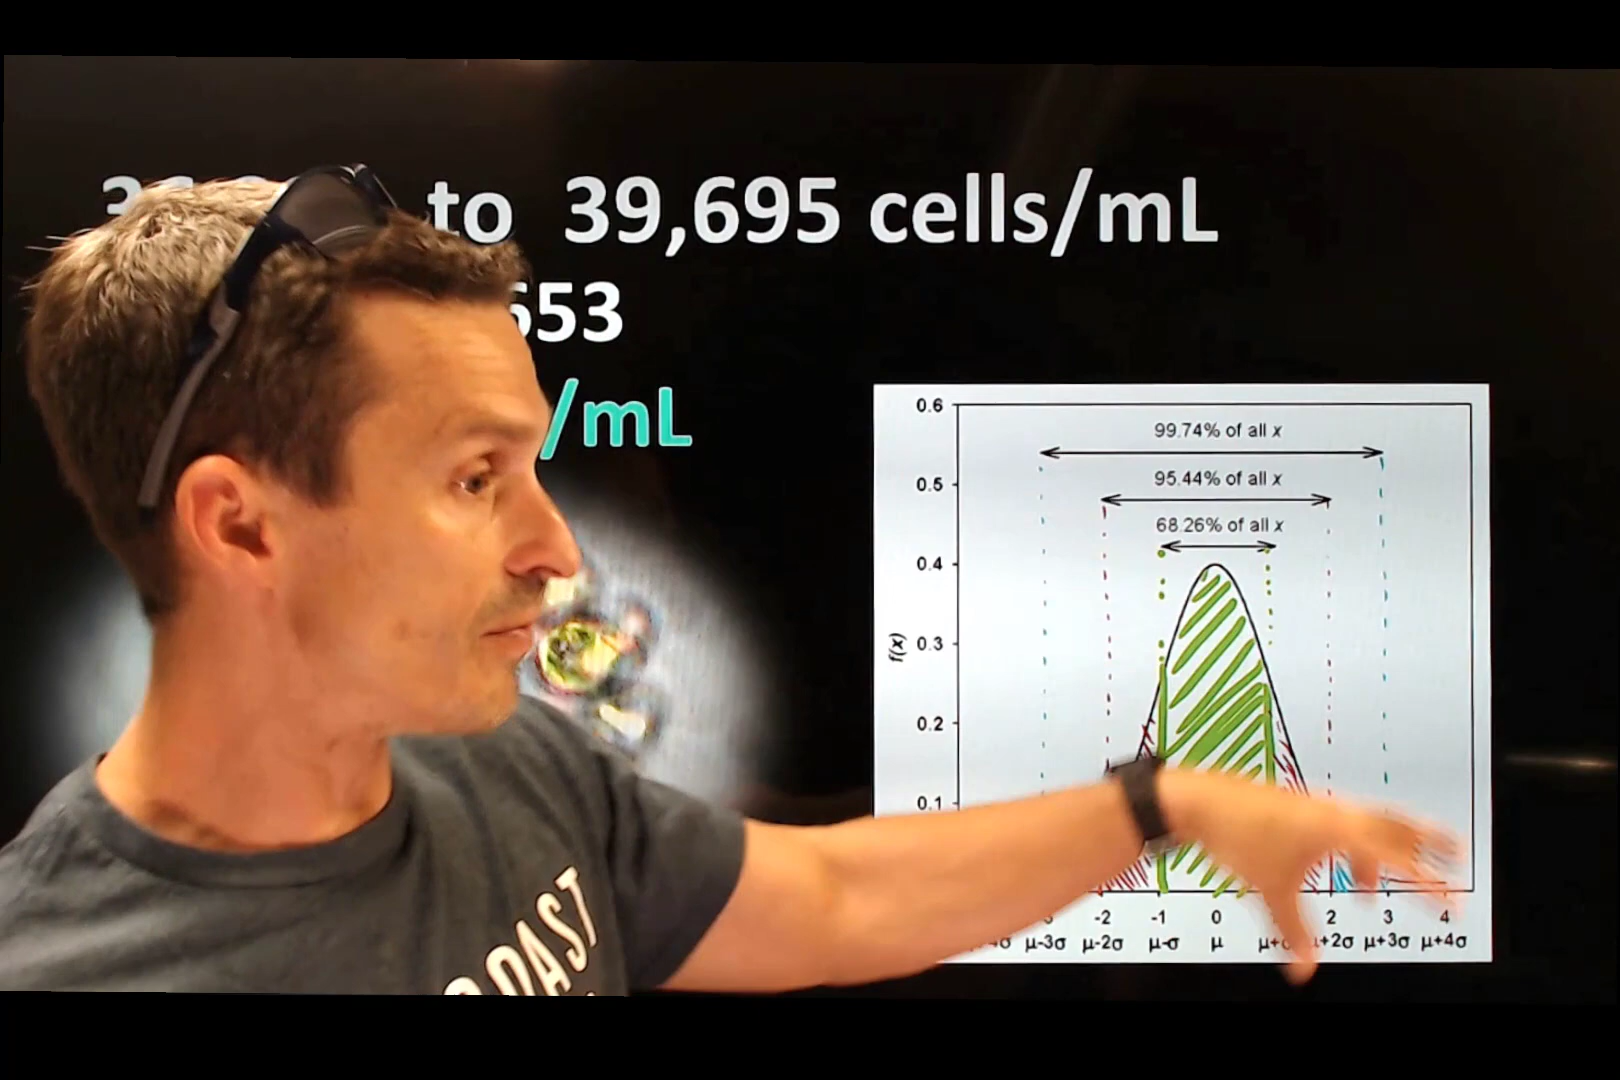 to 39,695 cells/mL
653
/mL
0.6
99.74% of all x
0.5
95.44% of all x
68.26% of all x
0.4
f(x)
0.3
0.2
0.1
-2 -1 0 2 3 4
μ-3σ μ-2σ μ-σ μ μ+2σ μ+3σ μ+4σ